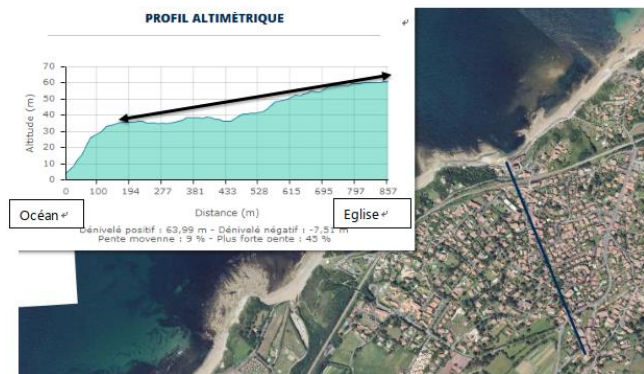 PROFIL ALTIMÉTRIQUE
70
60
50
40
30
20
10
0
Altitude (m)
0 100 194 277 381 433 528 615 695 797 857
Distance (m)
Océan
Eglise
Dénivelé positif : 63,99 m - Dénivelé négatif : -7,51 m
Pente moyenne : 9 % - Plus forte pente : 45 %